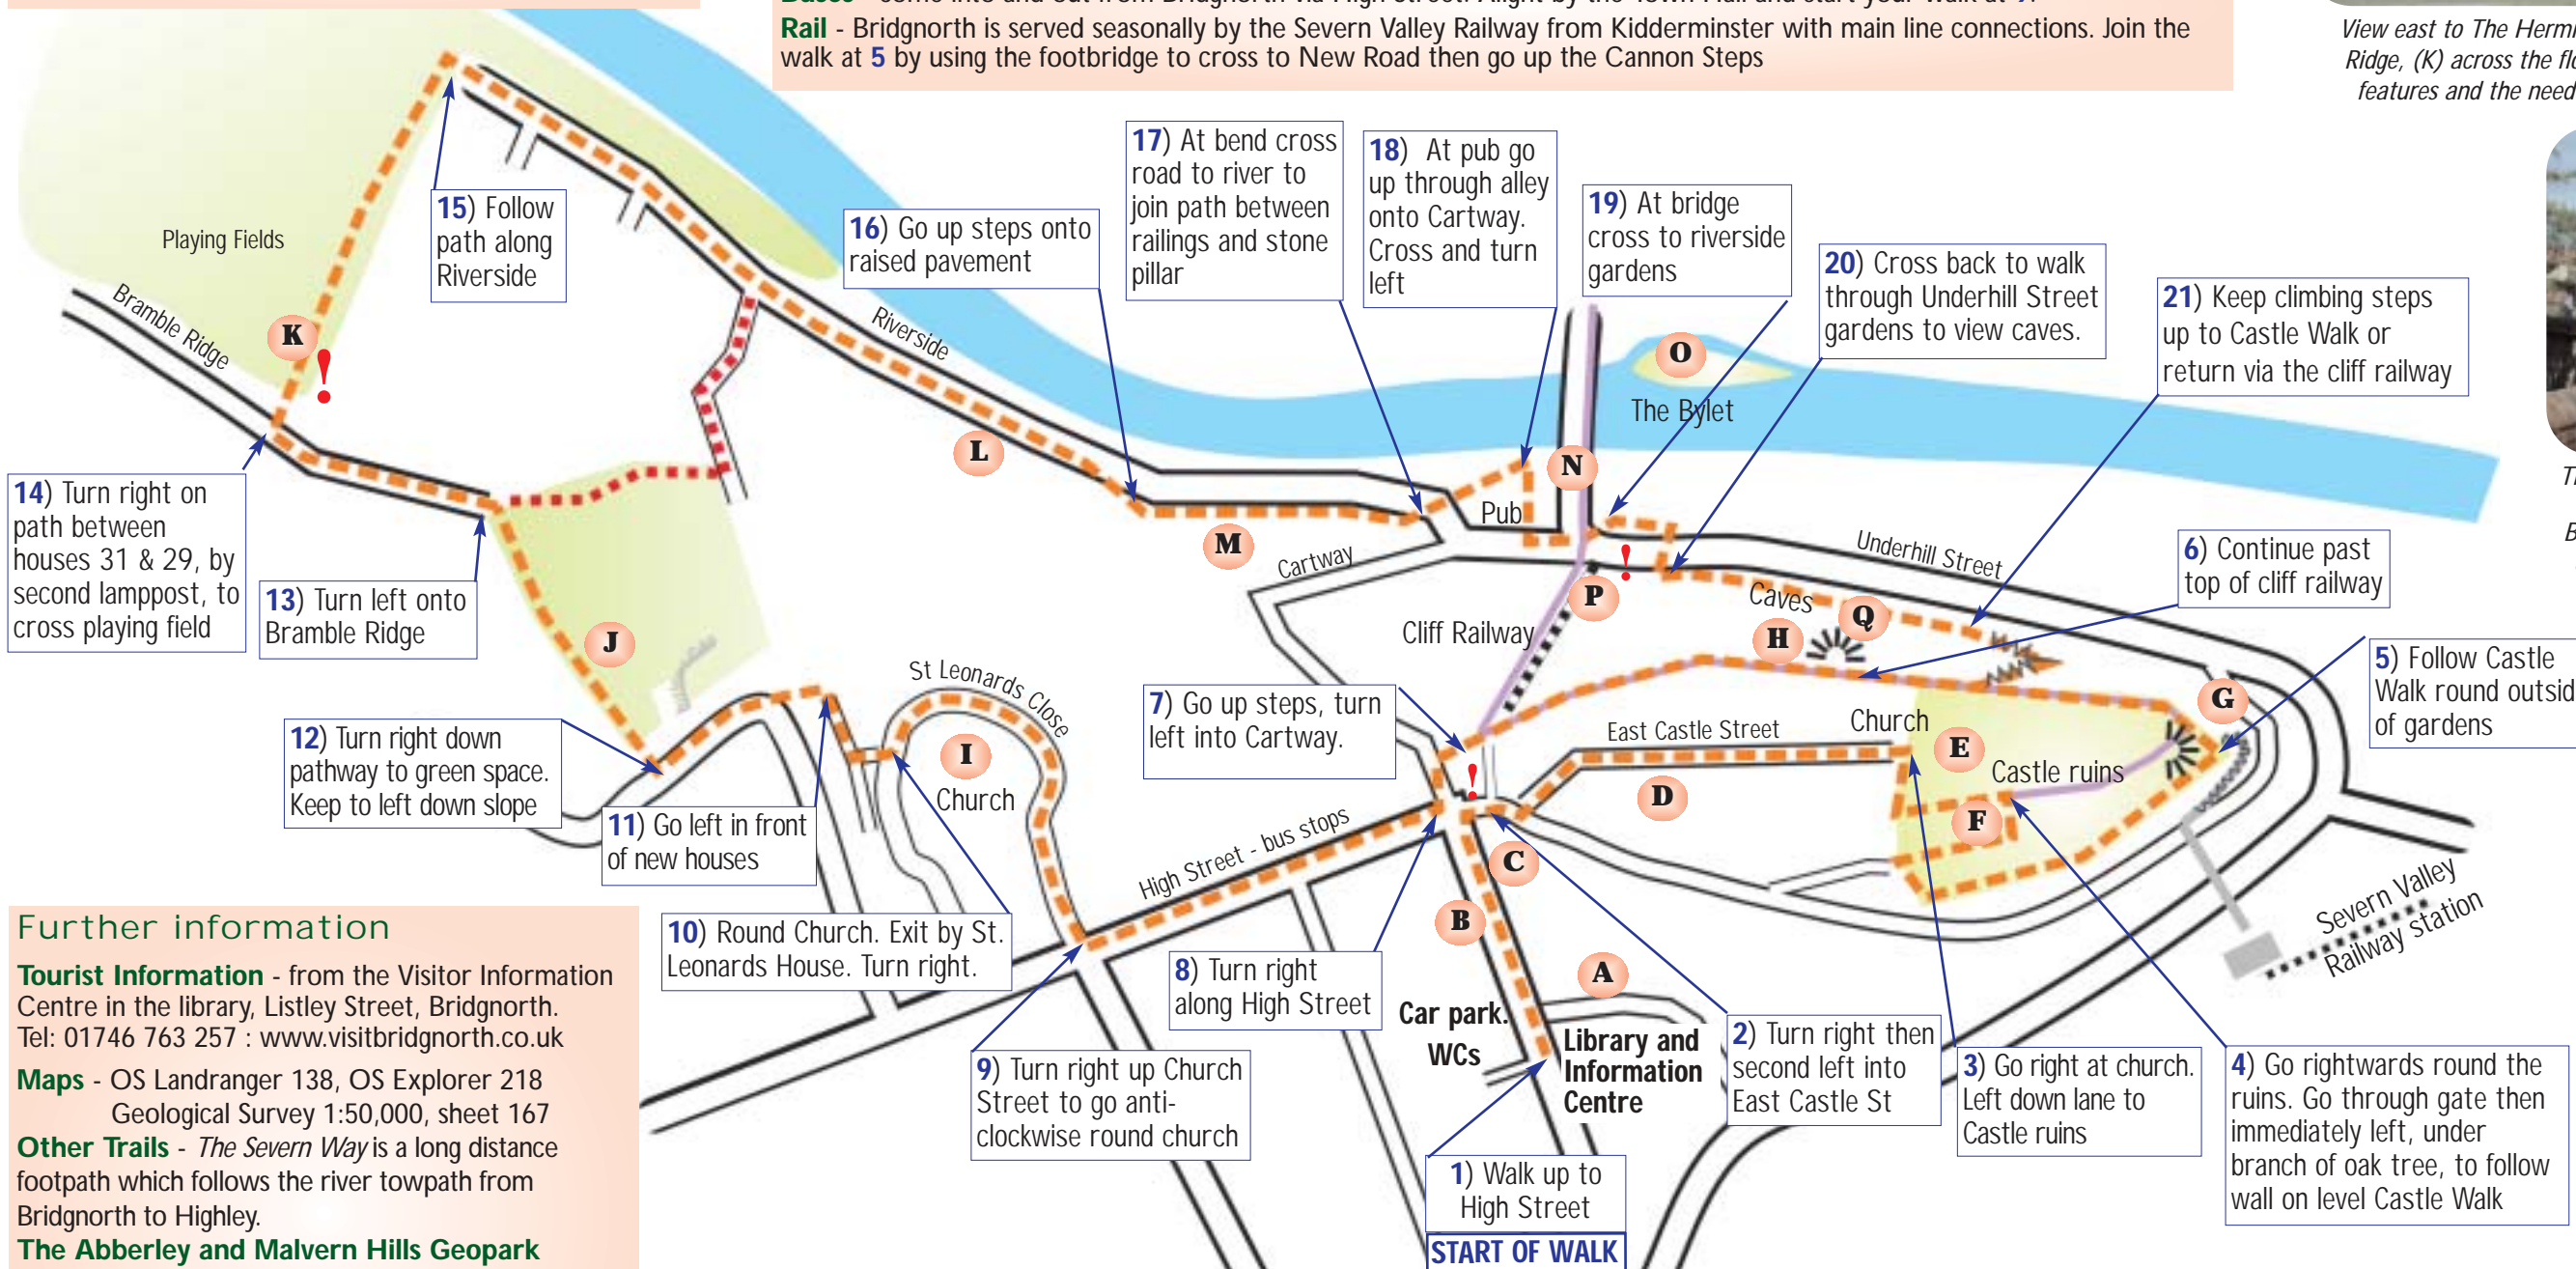 Rail - Bridgnorth is served seasonally by the Severn Valley Railway from Kidderminster with main line connections. Join the
walk at 5 by using the footbridge to cross to New Road then go up the Cannon Steps
View east to The Hermi
Ridge, (K) across the flo
features and the need
17) At bend cross
road to river to
join path between
railings and stone
pillar
18) At pub go
up through alley
onto Cartway.
Cross and turn
left
15) Follow
path along
Riverside
16) Go up steps onto
raised pavement
19) At bridge
cross to riverside
gardens
20) Cross back to walk
through Underhill Street
gardens to view caves.
21) Keep climbing steps
up to Castle Walk or
return via the cliff railway
Playing Fields
Bramble Ridge
K
!
Riverside
O
The Bylet
L
N
Pub
M
Cartway
!
P
Underhill Street
Caves
Q
H
Cliff Railway
14) Turn right on
path between
houses 31 & 29, by
second lamppost, to
cross playing field
13) Turn left onto
Bramble Ridge
J
6) Continue past
top of cliff railway
5) Follow Castle
Walk round outsid
of gardens
G
St Leonards Close
I
Church
7) Go up steps, turn
left into Cartway.
East Castle Street
Church
E
Castle ruins
D
F
!
C
12) Turn right down
pathway to green space.
Keep to left down slope
11) Go left in front
of new houses
High Street - bus stops
10) Round Church. Exit by St.
Leonards House. Turn right.
B
A
8) Turn right
along High Street
Car park.
WCs
Library and
Information
Centre
Severn Valley
Railway station
9) Turn right up Church
Street to go anti-
clockwise round church
2) Turn right then
second left into
East Castle St
3) Go right at church.
Left down lane to
Castle ruins
4) Go rightwards round the
ruins. Go through gate then
immediately left, under
branch of oak tree, to follow
wall on level Castle Walk
1) Walk up to
High Street
START OF WALK
Further information
Tourist Information - from the Visitor Information
Centre in the library, Listley Street, Bridgnorth.
Tel: 01746 763 257 : www.visitbridgnorth.co.uk
Maps - OS Landranger 138, OS Explorer 218
Geological Survey 1:50,000, sheet 167
Other Trails - The Severn Way is a long distance
footpath which follows the river towpath from
Bridgnorth to Highley.
The Abberley and Malvern Hills Geopark